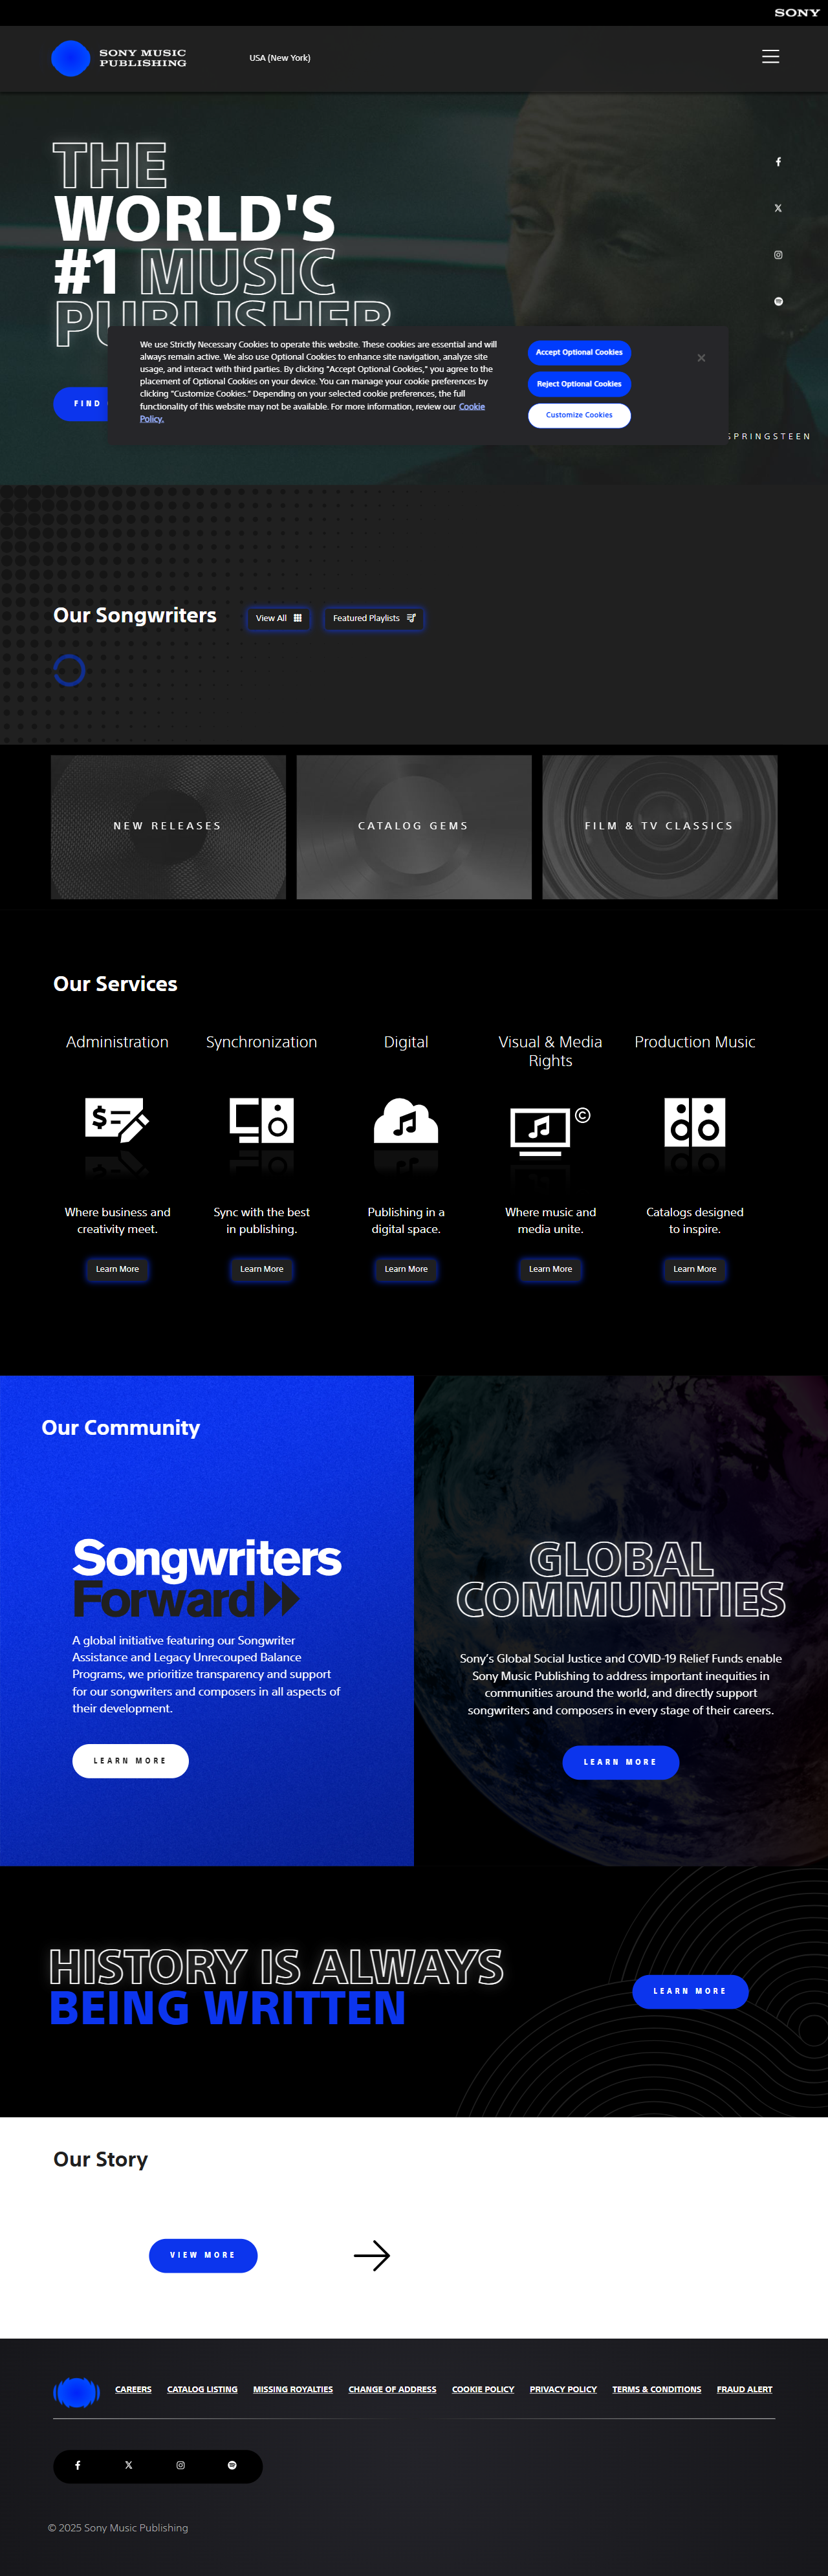 SONY
SONY MUSIC
PUBLISHING
USA (New York)
THE
WORLD'S
#1 MUSIC
PUBLISHER
We use Strictly Necessary Cookies to operate this website. These cookies are essential and will
always remain active. We also use Optional Cookies to enhance site navigation, analyze site
usage, and interact with third parties. By clicking “Accept Optional Cookies,” you agree to the
placement of Optional Cookies on your device. You can manage your cookie preferences by
clicking “Customize Cookies.” Depending on your selected cookie preferences, the full
functionality of this website may not be available. For more information, review our Cookie
Policy.
Accept Optional Cookies
Reject Optional Cookies
Customize Cookies
FIND
SPRINGSTEEN
Our Songwriters
View All
Featured Playlists
NEW RELEASES
CATALOG GEMS
FILM & TV CLASSICS
Our Services
Administration
Synchronization
Digital
Visual & Media
Rights
Production Music
Where business and
creativity meet.
Sync with the best
in publishing.
Publishing in a
digital space.
Where music and
media unite.
Catalogs designed
to inspire.
Learn More
Learn More
Learn More
Learn More
Learn More
Our Community
Songwriters
Forward
A global initiative featuring our Songwriter
Assistance and Legacy Unrecouped Balance
Programs, we prioritize transparency and support
for our songwriters and composers in all aspects of
their development.
LEARN MORE
GLOBAL
COMMUNITIES
Sony’s Global Social Justice and COVID-19 Relief Funds enable
Sony Music Publishing to address important inequities in
communities around the world, and directly support
songwriters and composers in every stage of their careers.
LEARN MORE
HISTORY IS ALWAYS
BEING WRITTEN
LEARN MORE
Our Story
VIEW MORE
CAREERS
CATALOG LISTING
MISSING ROYALTIES
CHANGE OF ADDRESS
COOKIE POLICY
PRIVACY POLICY
TERMS & CONDITIONS
FRAUD ALERT
© 2025 Sony Music Publishing